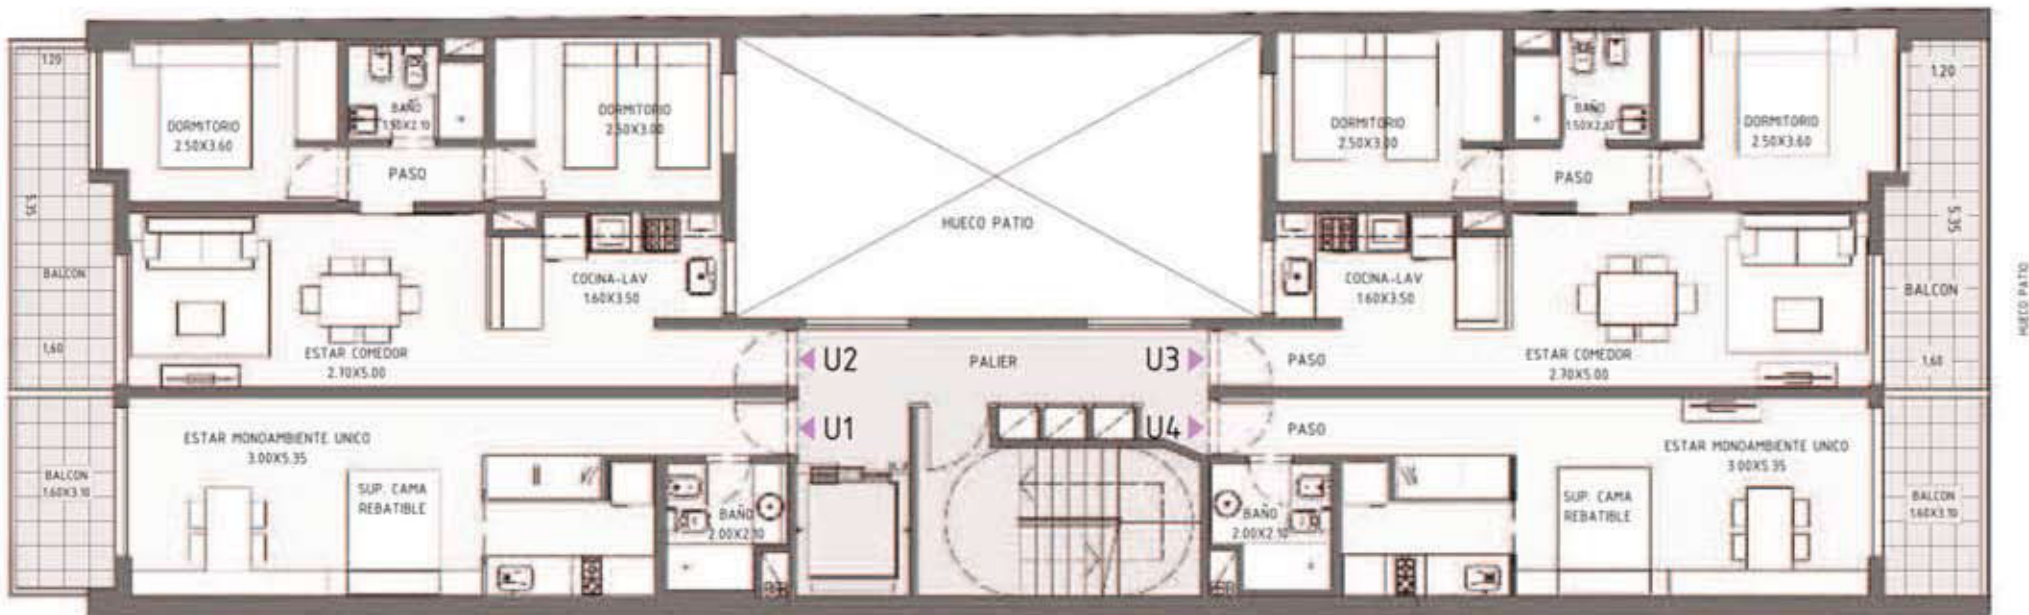 1.20
DORMITORIO
2.50X3.60
BAÑO
1.50X2.10
DORMITORIO
2.50X3.00
PASO
5.35
BALCON
1,60
COCINA-LAV
1.60X3.50
ESTAR COMEDOR
2.70X5.00
HUECO PATIO
DORMITORIO
2.50X3.00
BAÑO
1.50X2.10
DORMITORIO
2.50X3.60
1.20
PASO
5.35
BALCON
1,60
HUECO PATIO
COCINA-LAV
1.60X3.50
ESTAR COMEDOR
2.70X5.00
U2
PALIER
U3
PASO
U1
U4
PASO
ESTAR MONOAMBIENTE UNICO
3.00X5.35
BALCON
1.60X3.10
SUP. CAMA
REBATIBLE
BAÑO
2.00X2.10
BAÑO
2.00X2.10
SUP. CAMA
REBATIBLE
ESTAR MONOAMBIENTE UNICO
3.00X5.35
BALCON
1.60X3.10